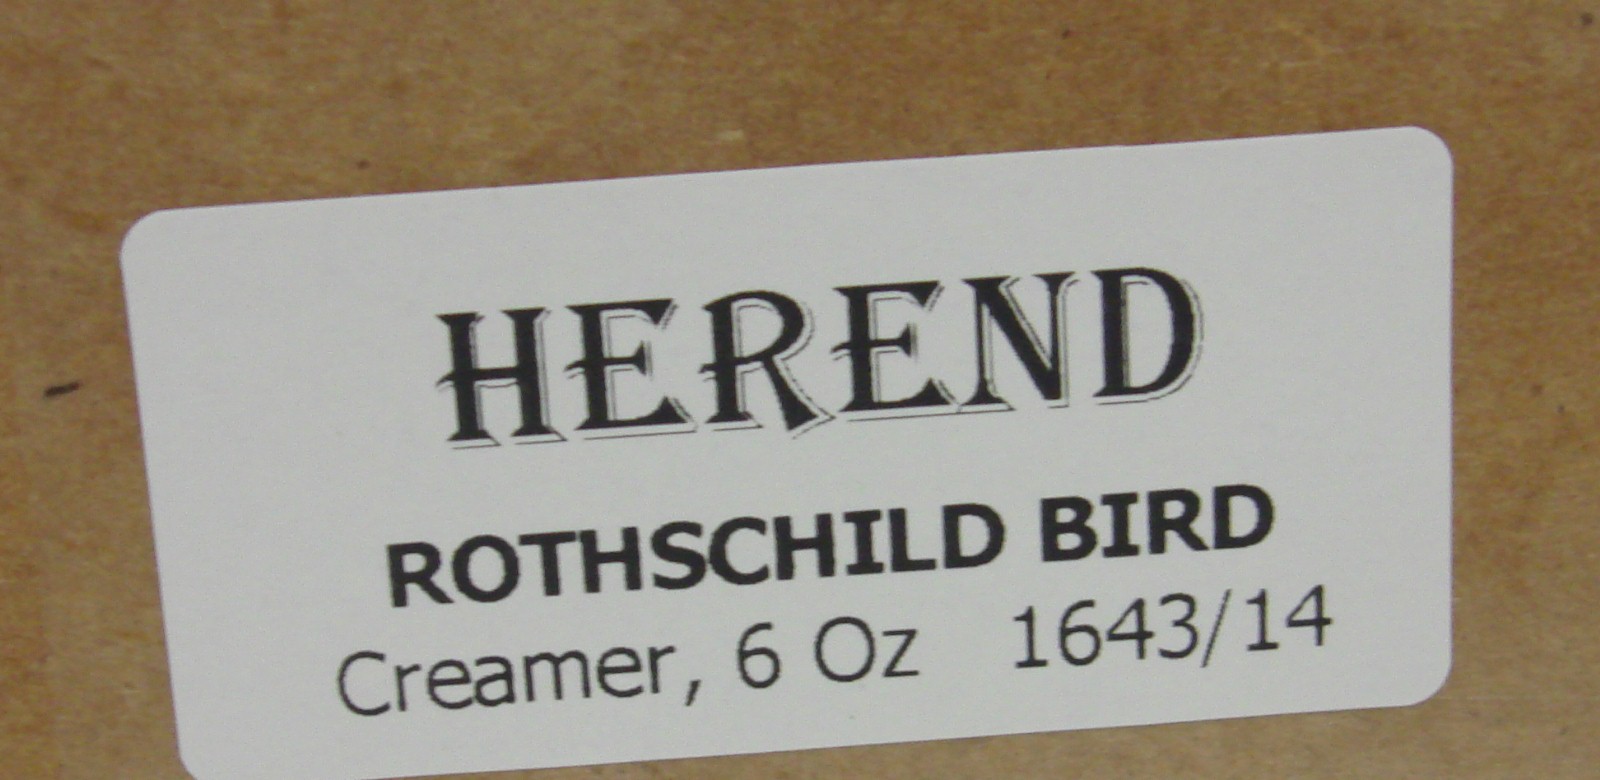 HEREND
ROTHSCHILD BIRD
Creamer, 6 Oz 1643/14